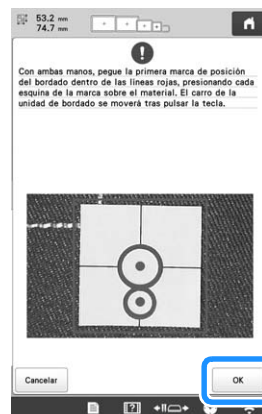 53.2 mm
74.7 mm
Con ambas manos, pegue la primera marca de posición
del bordado dentro de las líneas rojas, presionando cada
esquina de la marca sobre el material. El carro de la
unidad de bordado se moverá tras pulsar la tecla.
Cancelar
OK